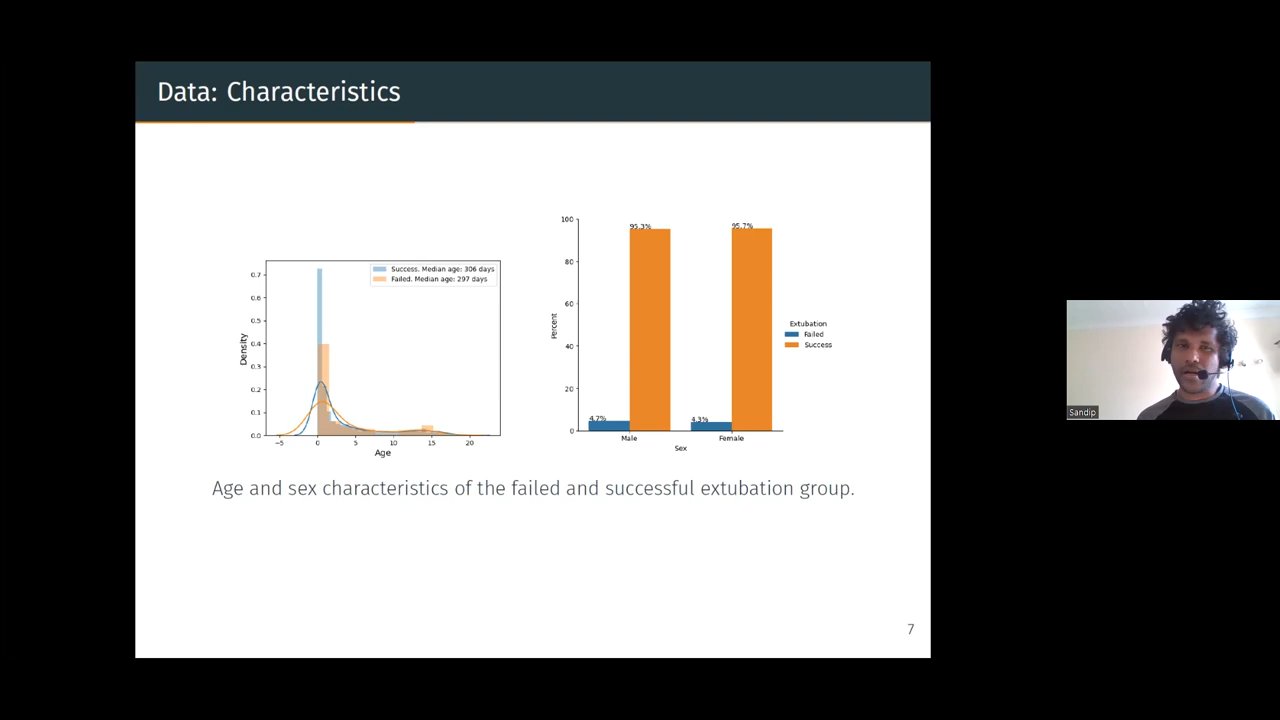 Data: Characteristics
Success. Median age: 306 days
Failed. Median age: 297 days
0.7
0.6
0.5
0.4
0.3
0.2
0.1
0.0
Density
−5
0
5
10
15
20
Age
100
80
60
40
20
0
Percent
95.3%
95.7%
4.7%
4.3%
Male
Female
Sex
Extubation
Failed
Success
Age and sex characteristics of the failed and successful extubation group.
7
Sandip